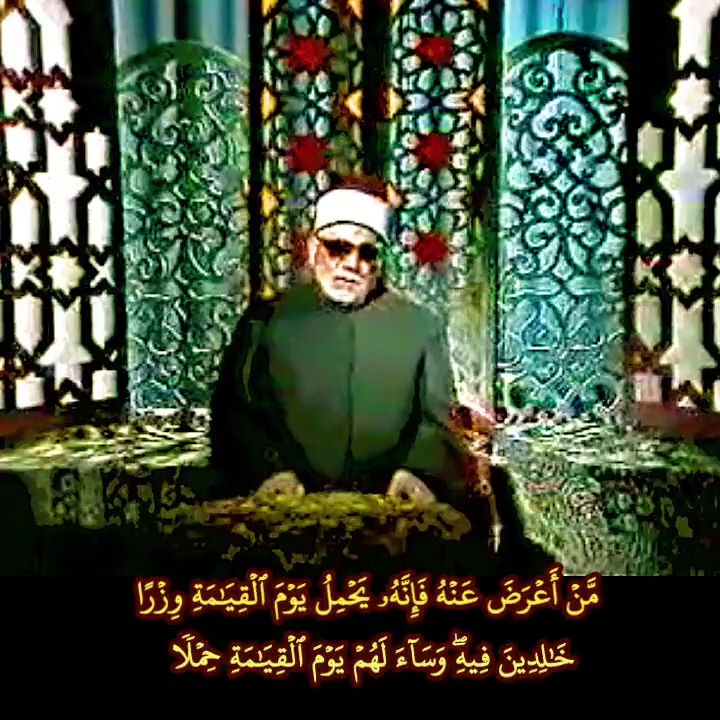 مَّنْ أَعْرَضَ عَنْهُ فَإِنَّهُۥ يَحْمِلُ يَوْمَ ٱلْقِيَـٰمَةِ وِزْرًا
خَـٰلِدِينَ فِيهِ ۖ وَسَآءَ لَهُمْ يَوْمَ ٱلْقِيَـٰمَةِ حِمْلًا